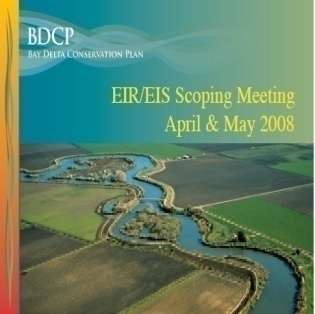 BDCP
BAY DELTA CONSERVATION PLAN
EIR/EIS Scoping Meeting
April & May 2008